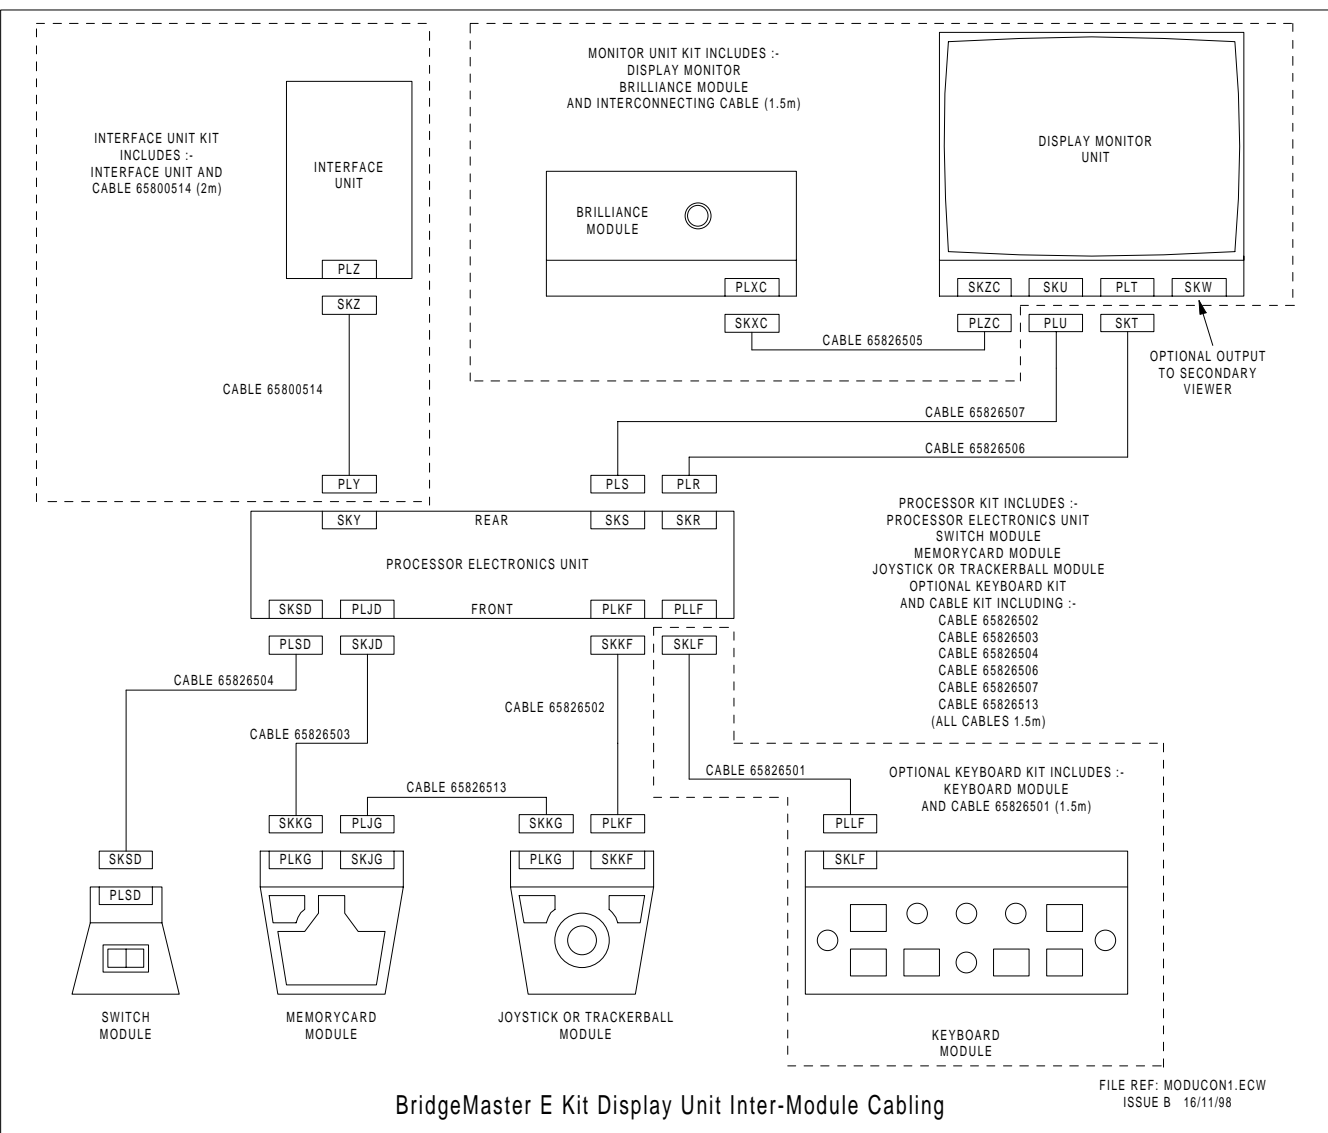 INTERFACE UNIT KIT
INCLUDES :-
INTERFACE UNIT AND
CABLE 65800514 (2m)
INTERFACE
UNIT
PLZ
SKZ
CABLE 65800514
PLY
MONITOR UNIT KIT INCLUDES :-
DISPLAY MONITOR
BRILLIANCE MODULE
AND INTERCONNECTING CABLE (1.5m)
BRILLIANCE
MODULE
PLXC
SKXC
CABLE 65826505
DISPLAY MONITOR
UNIT
SKZC
SKU
PLT
SKW
PLZC
PLU
SKT
OPTIONAL OUTPUT
TO SECONDARY
VIEWER
CABLE 65826507
CABLE 65826506
PLS
PLR
SKY
REAR
SKS
SKR
PROCESSOR ELECTRONICS UNIT
SKSD
PLJD
FRONT
PLKF
PLLF
PLSD
SKJD
SKKF
SKLF
PROCESSOR KIT INCLUDES :-
PROCESSOR ELECTRONICS UNIT
SWITCH MODULE
MEMORYCARD MODULE
JOYSTICK OR TRACKERBALL MODULE
OPTIONAL KEYBOARD KIT
AND CABLE KIT INCLUDING :-
CABLE 65826502
CABLE 65826503
CABLE 65826504
CABLE 65826506
CABLE 65826507
CABLE 65826513
(ALL CABLES 1.5m)
CABLE 65826504
CABLE 65826503
CABLE 65826502
CABLE 65826513
CABLE 65826501
OPTIONAL KEYBOARD KIT INCLUDES :-
KEYBOARD MODULE
AND CABLE 65826501 (1.5m)
SKKG
PLJG
SKKG
PLKF
PLLF
SKSD
PLKG
SKJG
PLKG
SKKF
SKLF
PLSD
SWITCH
MODULE
MEMORYCARD
MODULE
JOYSTICK OR TRACKERBALL
MODULE
KEYBOARD
MODULE
BridgeMaster E Kit Display Unit Inter-Module Cabling
FILE REF: MODUCON1.ECW
ISSUE B 16/11/98